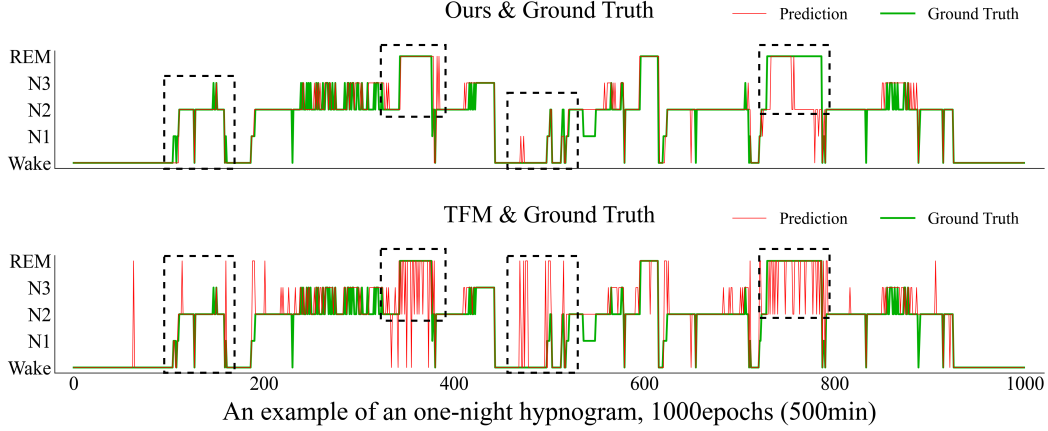 Ours & Ground Truth
Prediction
Ground Truth
REM
N3
N2
N1
Wake
TFM & Ground Truth
Prediction
Ground Truth
REM
N3
N2
N1
Wake
0 200 400 600 800 1000
An example of an one-night hypnogram, 1000epochs (500min)